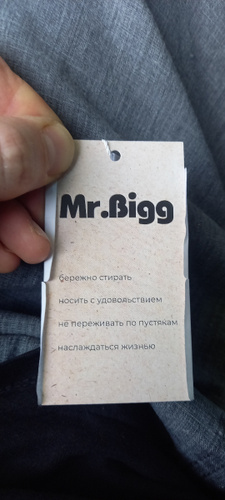 Mr.Bigg
бережно стирать
носить с удовольствием
не переживать по пустякам
наслаждаться жизнью